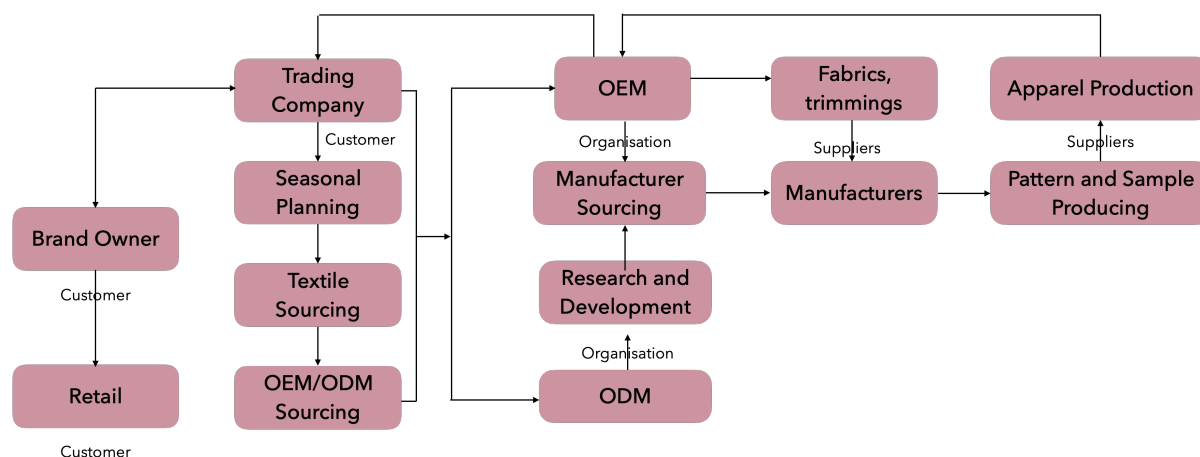 Trading
Company
Customer
Seasonal
Planning
Textile
Sourcing
OEM/ODM
Sourcing
Brand Owner
Customer
Retail
Customer
OEM
Organisation
Manufacturer
Sourcing
Research and
Development
Organisation
ODM
Fabrics,
trimmings
Suppliers
Manufacturers
Apparel Production
Suppliers
Pattern and Sample
Producing